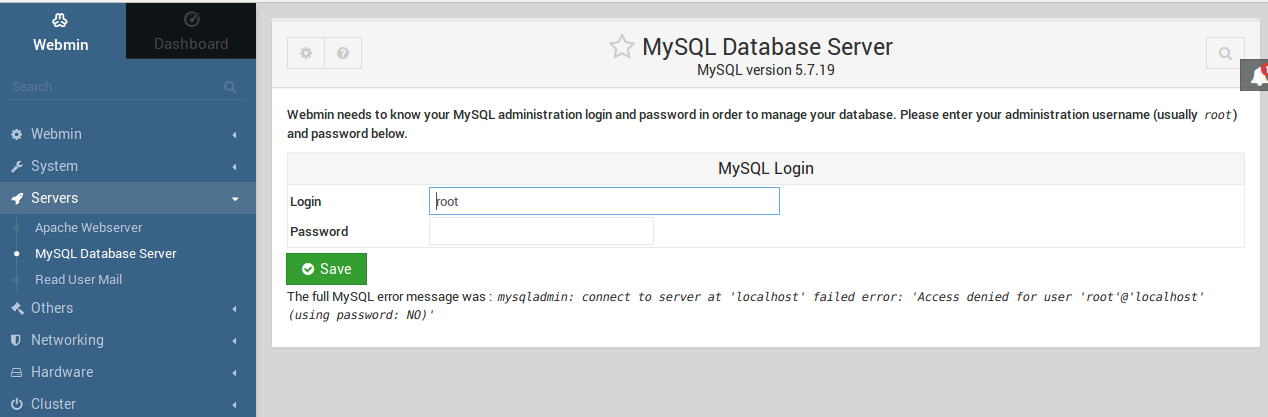 Webmin
Dashboard
Search
Webmin
System
Servers
Apache Webserver
MySQL Database Server
Read User Mail
Others
Networking
Hardware
Cluster
MySQL Database Server
MySQL version 5.7.19
Webmin needs to know your MySQL administration login and password in order to manage your database. Please enter your administration username (usually root)
and password below.
MySQL Login
Login root
Password
Save
The full MySQL error message was : mysqladmin: connect to server at 'localhost' failed error: 'Access denied for user 'root'@'localhost'
(using password: NO)'